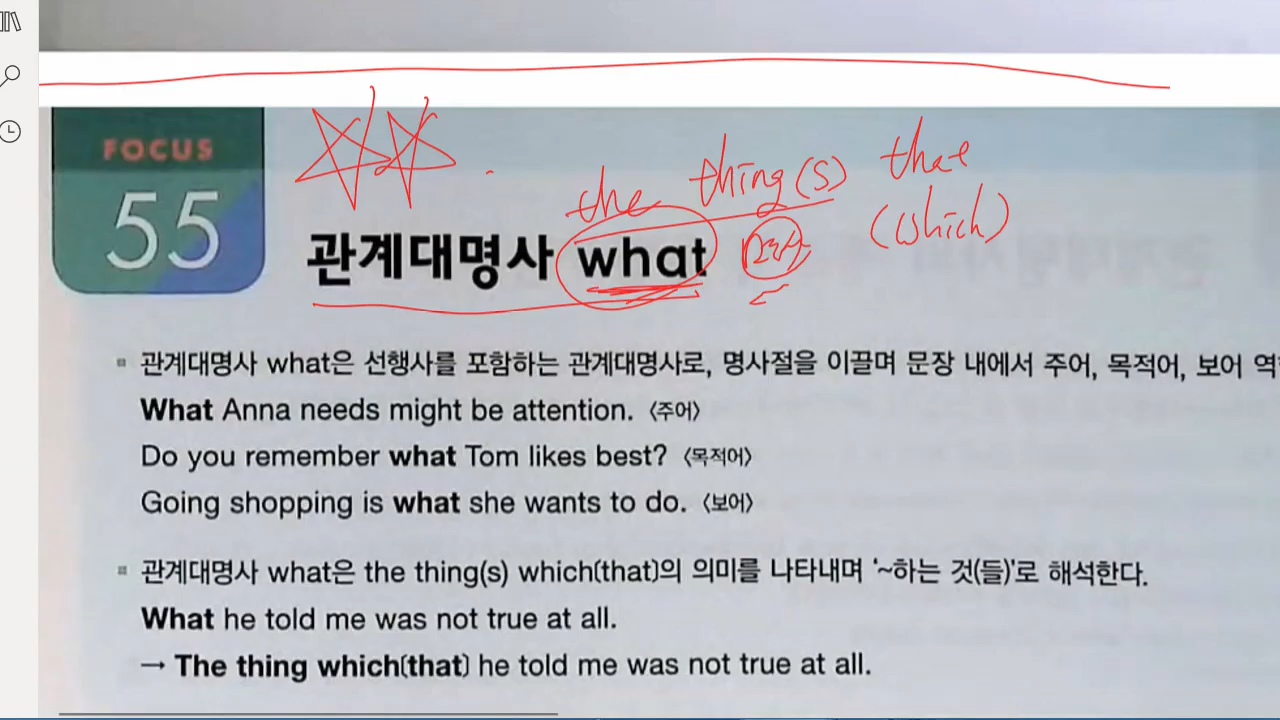 FOCUS
55
the thing(s) that
(which)
관계대명사 what
▪ 관계대명사 what은 선행사를 포함하는 관계대명사로, 명사절을 이끌며 문장 내에서 주어, 목적어, 보어
What Anna needs might be attention. 〈주어〉
Do you remember what Tom likes best? 〈목적어〉
Going shopping is what she wants to do. 〈보어〉
▪ 관계대명사 what은 the thing(s) which(that)의 의미를 나타내며 '~하는 것(들)'로 해석한다.
What he told me was not true at all.
→ The thing which(that) he told me was not true at all.